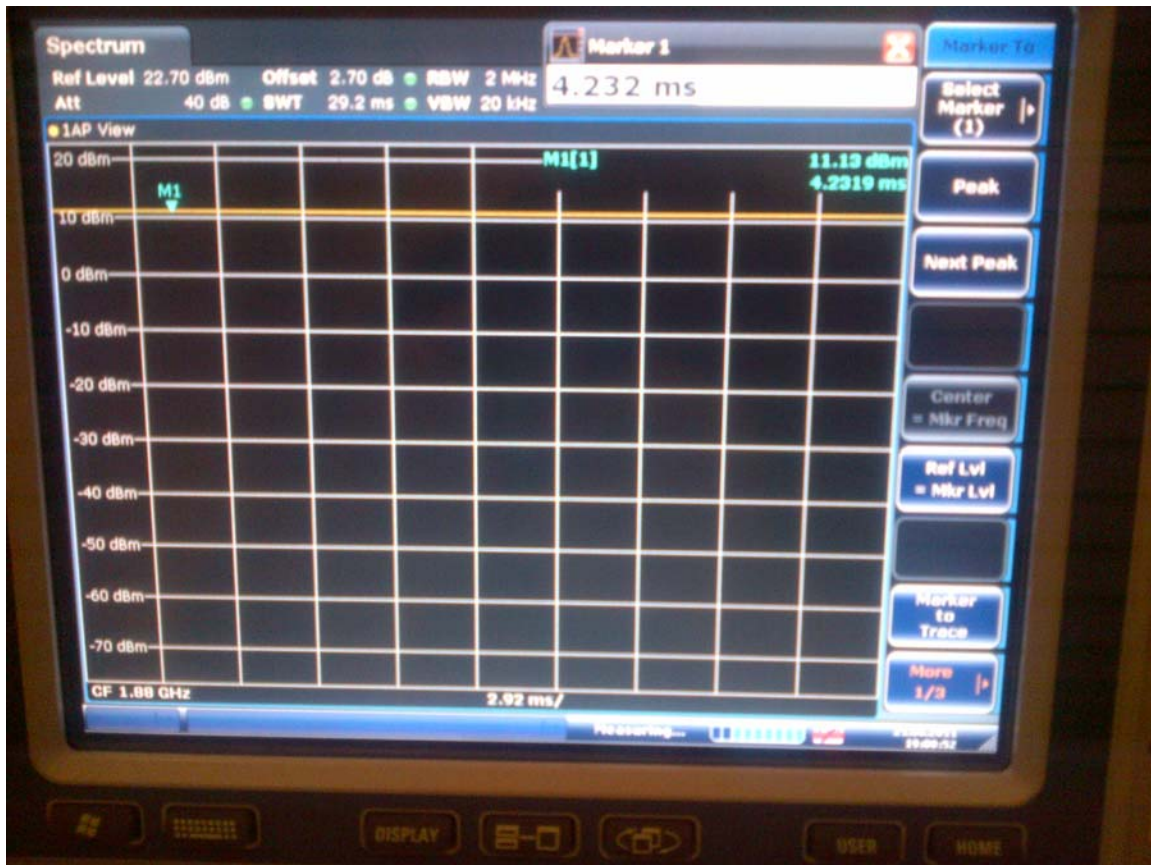 Spectrum
Marker 1
4.232 ms
Ref Level 22.70 dBm Offset 2.70 dB RBW 2 MHz
Att 40 dB SWT 29.2 ms VBW 20 kHz
1AP View
M1[1] 11.13 dBm
4.2319 ms
M1
20 dBm
10 dBm
0 dBm
-10 dBm
-20 dBm
-30 dBm
-40 dBm
-50 dBm
-60 dBm
-70 dBm
CF 1.88 GHz 2.92 ms/
Measuring...
19:00:52
Marker To
Select
Marker
(1)
Peak
Next Peak
Center
= Mkr Freq
Ref Lvl
= Mkr Lvl
Marker
to
Trace
More
1/3
DISPLAY
USER
HOME